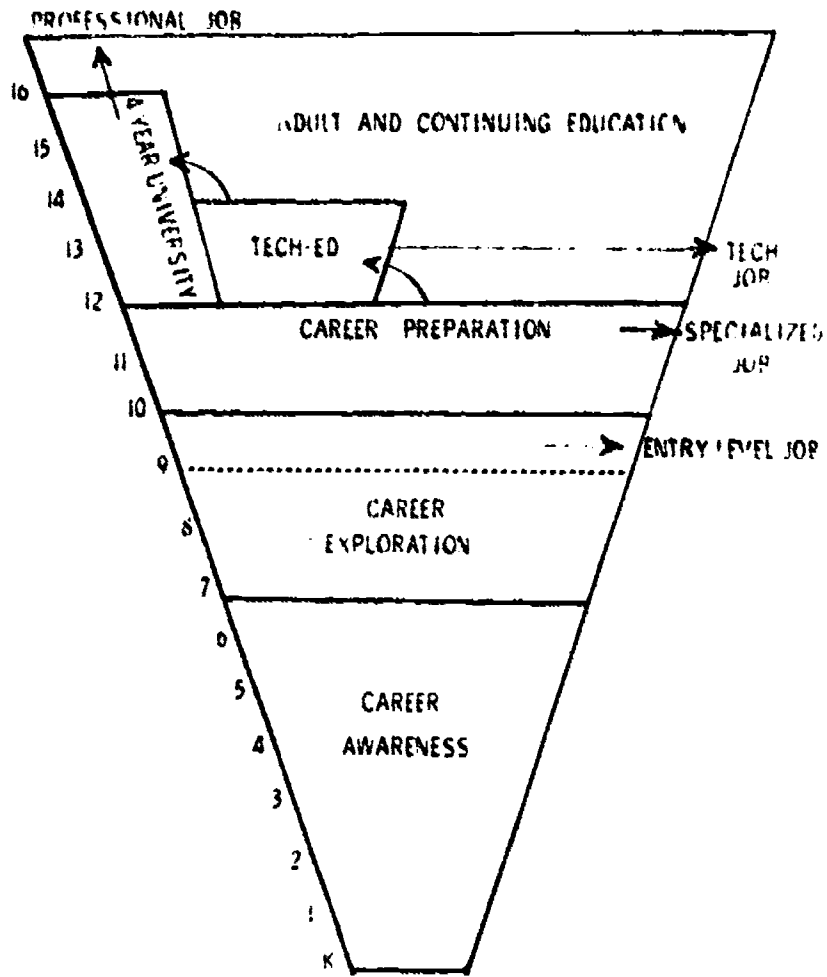 PROFESSIONAL JOB
16
ADULT AND CONTINUING EDUCATION
4 YEAR UNIVERSITY
15
14
13
TECH-ED
TECH
JOB
12
CAREER PREPARATION
SPECIALIZED
JOB
11
10
ENTRY LEVEL JOB
9
CAREER
8
EXPLORATION
7
6
5
CAREER
4
AWARENESS
3
2
1
K